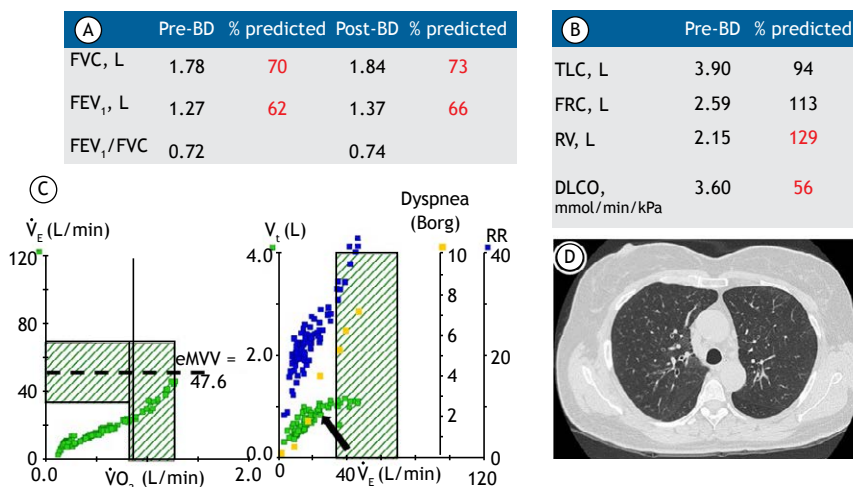 A Pre-BD % predicted Post-BD % predicted
FVC, L 1.78 70 1.84 73
FEV₁, L 1.27 62 1.37 66
FEV₁/FVC 0.72 0.74
B Pre-BD % predicted
TLC, L 3.90 94
FRC, L 2.59 113
RV, L 2.15 129
DLCO, 3.60 56
mmol/min/kPa
C
V̇E (L/min)
120
80
40
0
0.0 V̇O₂ (L/min) 2.0
eMVV =
47.6
Vt (L)
4.0
2.0
0.0
0 40 V̇E (L/min) 120
Dyspnea
(Borg)
10
8
6
4
2
RR
40
20
0
D